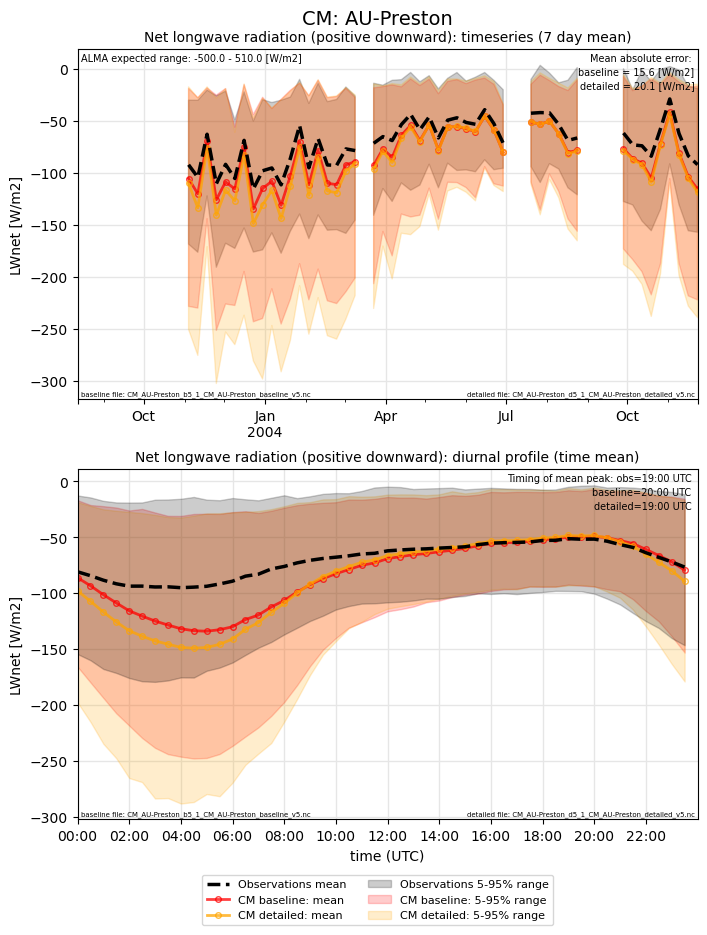 CM: AU-Preston
Net longwave radiation (positive downward): timeseries (7 day mean)
ALMA expected range: -500.0 - 510.0 [W/m2]
Mean absolute error:
baseline = 15.6 [W/m2]
detailed = 20.1 [W/m2]
0
−50
−100
−150
−200
−250
−300
LWnet [W/m2]
baseline file: CM_AU-Preston_b5_1_CM_AU-Preston_baseline_v5.nc
detailed file: CM_AU-Preston_d5_1_CM_AU-Preston_detailed_v5.nc
Oct
Jan
2004
Apr
Jul
Oct
Net longwave radiation (positive downward): diurnal profile (time mean)
Timing of mean peak: obs=19:00 UTC
baseline=20:00 UTC
detailed=19:00 UTC
0
−50
−100
−150
−200
−250
−300
LWnet [W/m2]
baseline file: CM_AU-Preston_b5_1_CM_AU-Preston_baseline_v5.nc
detailed file: CM_AU-Preston_d5_1_CM_AU-Preston_detailed_v5.nc
00:00 02:00 04:00 06:00 08:00 10:00 12:00 14:00 16:00 18:00 20:00 22:00
time (UTC)
Observations mean
CM baseline: mean
CM detailed: mean
Observations 5-95% range
CM baseline: 5-95% range
CM detailed: 5-95% range